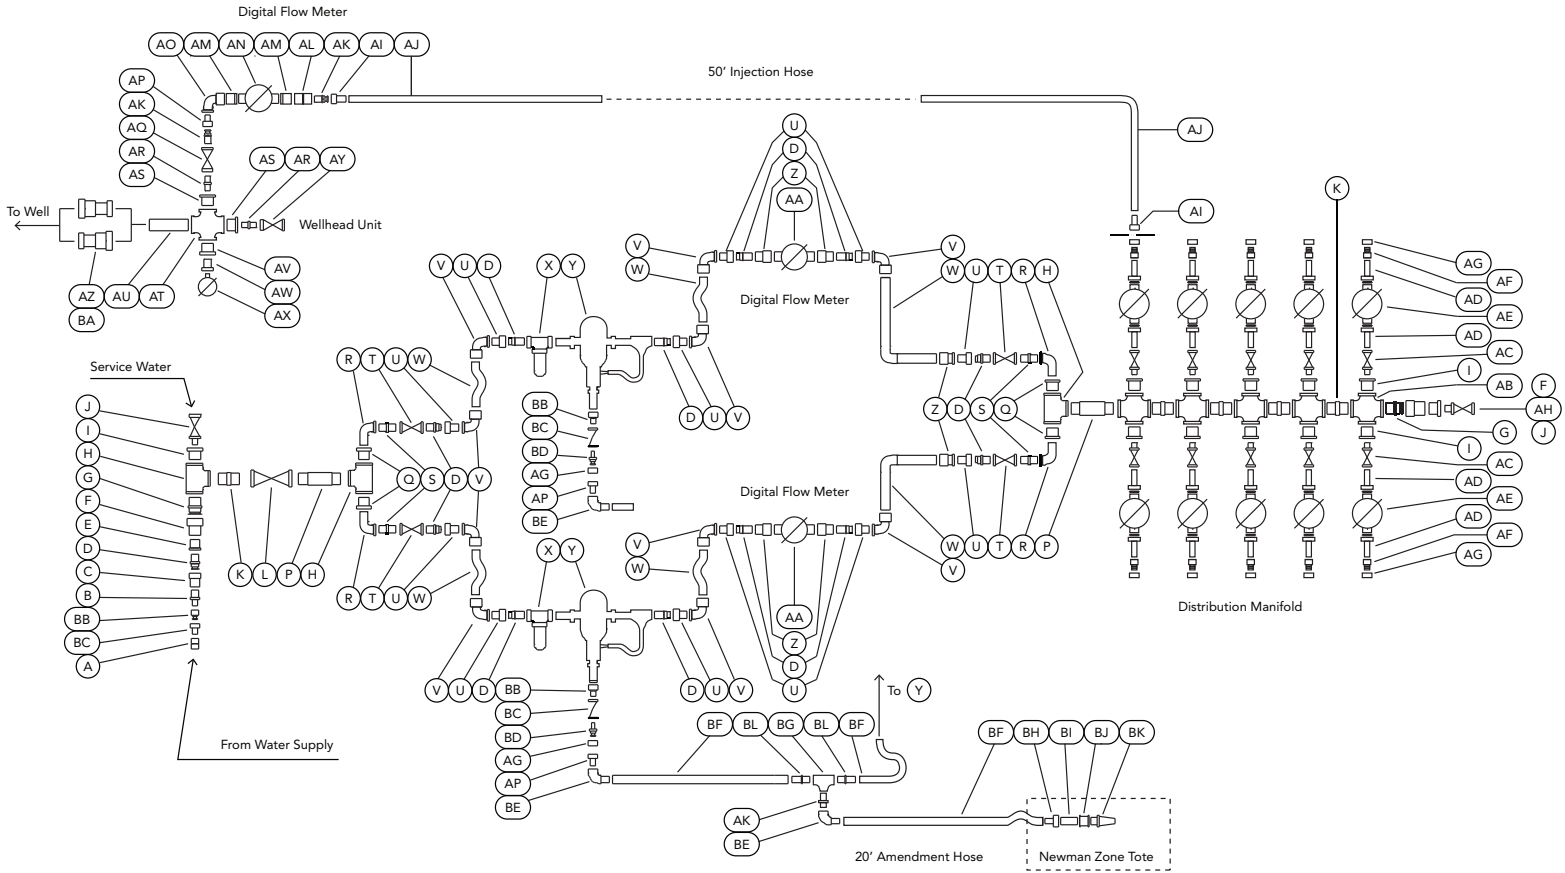 Digital Flow Meter
AO AM AN AM AL AK AI AJ
50' Injection Hose
AP
AK
AQ
AR
AS
AS AR AY
To Well
Wellhead Unit
AV
AW
AX
AZ AU AT
BA
U
D
Z
AA
V
W
V
W U T R H
Digital Flow Meter
V U D
X Y
AJ
K
AI
AG
AF
AD
AE
AD
AC
I
AB
F
AH
J
G
I
AC
AD
AE
AD
AF
AG
Distribution Manifold
Service Water
R T U W
J
I
H
G
F
E
D
C
B
BB
BC
A
K L P H
Q S D V
R T U W
BB
BC
BD
AG
AP
BE
D U V
Z D S Q
Digital Flow Meter
V
W
W U T R P
V
X Y
AA
Z
D
U
V U D
D U V
BB
BC
BD
AG
AP
BE
To Y
BF BL BG BL BF
BF BH BI BJ BK
From Water Supply
AK
BE
20' Amendment Hose
Newman Zone Tote